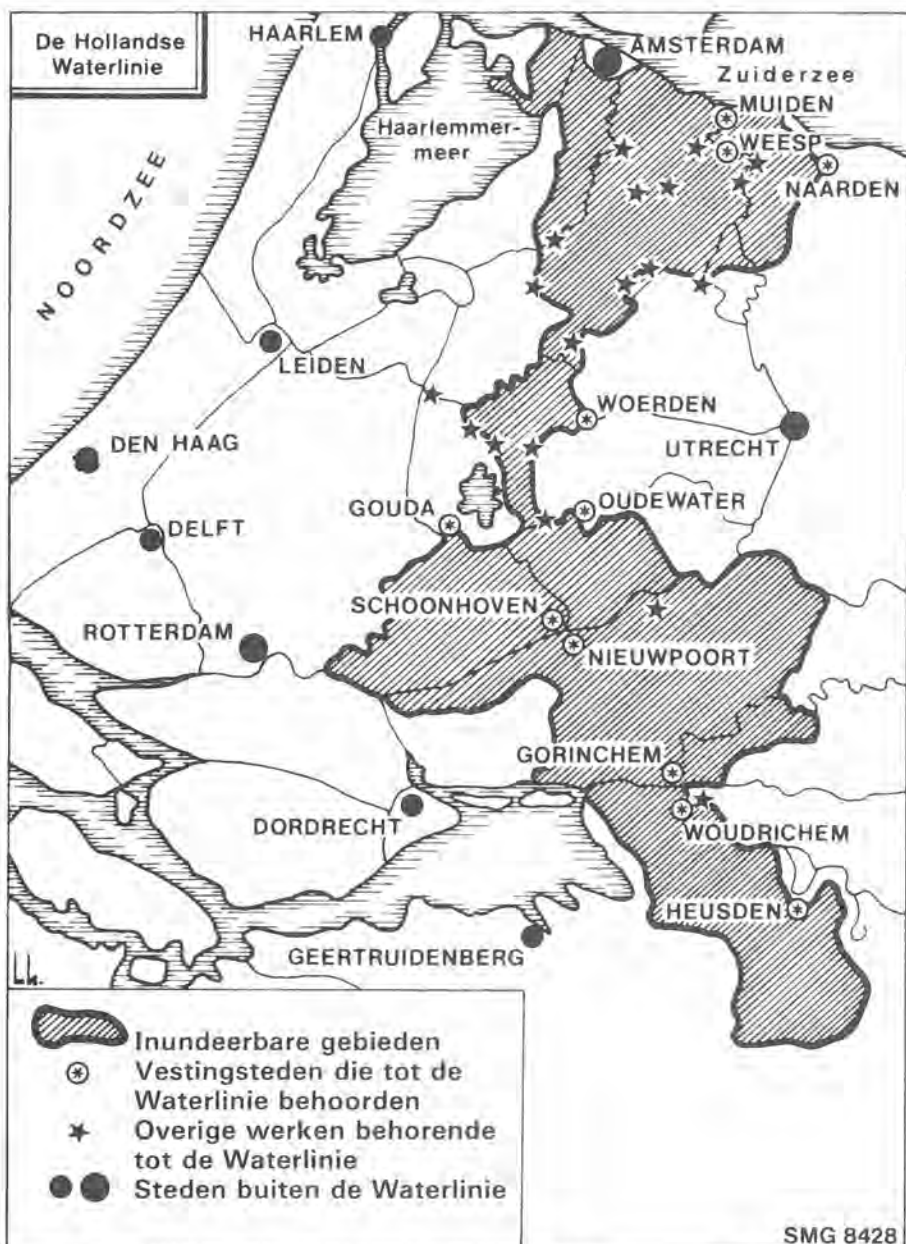 De Hollandse
Waterlinie
HAARLEM
AMSTERDAM
Zuiderzee
MUIDEN
WEESP
NAARDEN
Haarlemmer-
meer
NOORDZEE
LEIDEN
WOERDEN
DEN HAAG
UTRECHT
GOUDA
OUDEWATER
DELFT
SCHOONHOVEN
ROTTERDAM
NIEUWPOORT
GORINCHEM
DORDRECHT
WOUDRICHEM
HEUSDEN
GEERTRUIDENBERG
LL.
Inundeerbare gebieden
Vestingsteden die tot de
Waterlinie behoorden
Overige werken behorende
tot de Waterlinie
Steden buiten de Waterlinie
SMG 8428